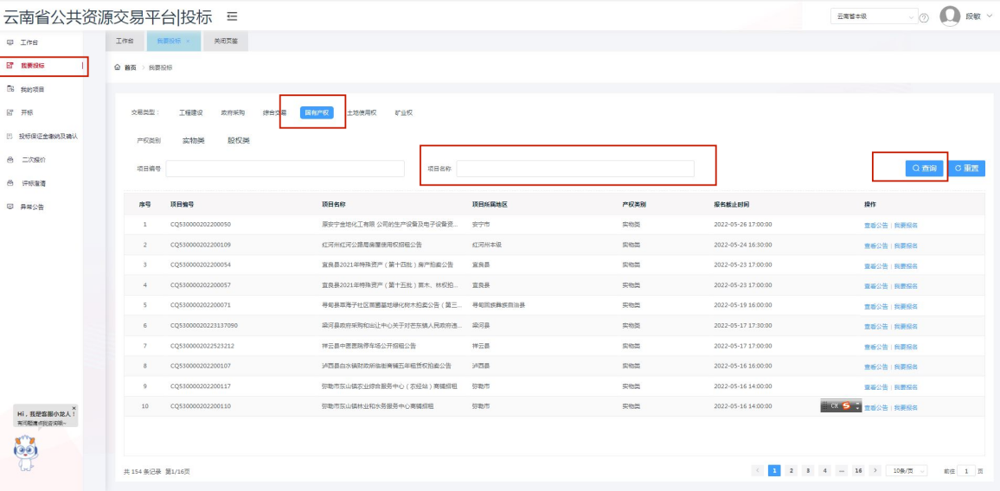 云南省公共资源交易平台|投标
云南省本级
段敏
工作台
我要投标
我的项目
开标
投标保证金缴纳及确认
二次报价
评标澄清
异常公告
工作台 我要投标 × 关闭页签
首页 > 我要投标
交易类型： 工程建设 政府采购 综合交易 国有产权 土地使用权 矿业权
产权类别 实物类 股权类
项目编号 项目名称 查询 重置
序号 项目编号 项目名称 项目所属地区 产权类别 报名截止时间 操作
1 CQ530000202200050 原安宁金地化工有限 公司的生产设备及电子设备资... 安宁市 实物类 2022-05-26 17:00:00 查看公告 | 我要报名
2 CQ530000202200109 红河州红河公路局房屋使用权招租公告 红河州本级 实物类 2022-05-24 16:30:00 查看公告 | 我要报名
3 CQ530000202200054 宜良县2021年特殊资产（第十四批）房产拍卖公告 宜良县 实物类 2022-05-23 17:00:00 查看公告 | 我要报名
4 CQ530000202200057 宜良县2021年特殊资产（第十五批）苗木、林权拍... 宜良县 实物类 2022-05-23 17:00:00 查看公告 | 我要报名
5 CQ530000202200071 寻甸县草海子社区苗圃基地绿化树木拍卖公告（第三... 寻甸回族彝族自治县 实物类 2022-05-19 16:00:00 查看公告 | 我要报名
6 CQ53000020223137090 梁河县政府采购和出让中心关于对芒东镇人民政府违... 梁河县 实物类 2022-05-17 17:30:00 查看公告 | 我要报名
7 CQ5300002022523212 祥云县中医医院停车场公开招租公告 祥云县 实物类 2022-05-17 17:00:00 查看公告 | 我要报名
8 CQ530000202200107 泸西县白水镇财政所临街商铺五年租赁权拍卖公告 泸西县 实物类 2022-05-16 16:00:00 查看公告 | 我要报名
9 CQ530000202200117 弥勒市东山镇农业综合服务中心（农经站）商铺招租 弥勒市 实物类 2022-05-16 14:00:00 查看公告 | 我要报名
10 CQ530000202200110 弥勒市东山镇林业和水务服务中心商铺招租 弥勒市 实物类 2022-05-16 14:00:00 查看公告 | 我要报名
CH
Hi，我是客服小龙人！
有问题请点我咨询哦~
共 154 条记录 第1/16页
1 2 3 4 ... 16 10条/页 前往 1 页